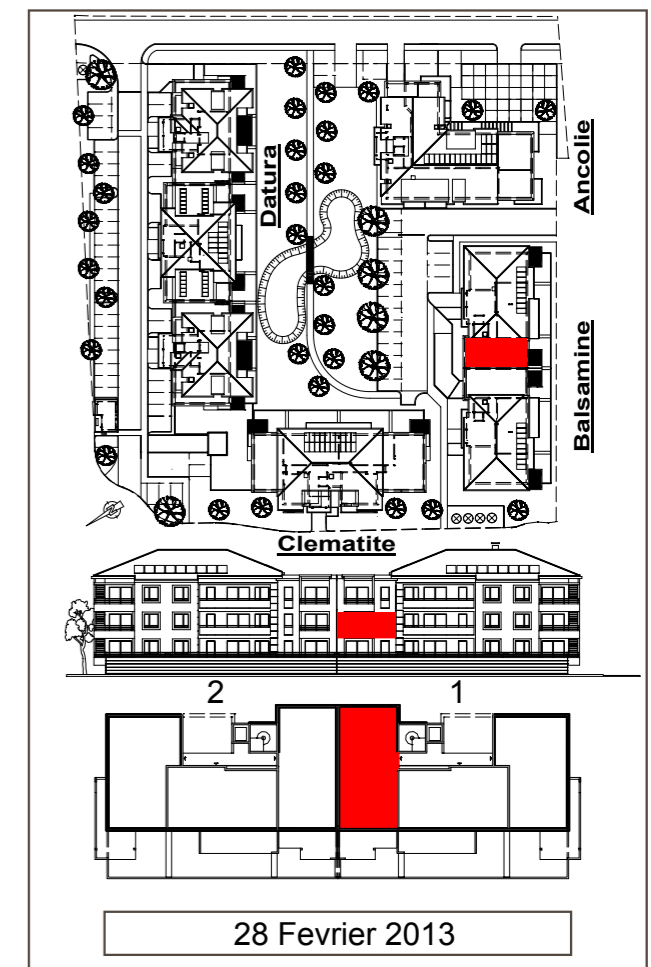 Datura
Ancolie
Balsamine
Clematite
2 1
28 Fevrier 2013